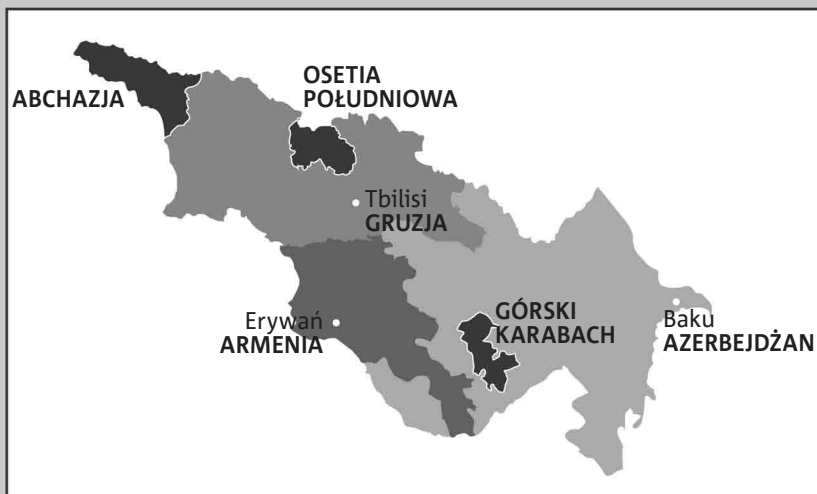 ABCHAZJA
OSETIA
POŁUDNIOWA
Tbilisi
GRUZJA
Erywań
ARMENIA
GÓRSKI
KARABACH
Baku
AZERBEJDŻAN